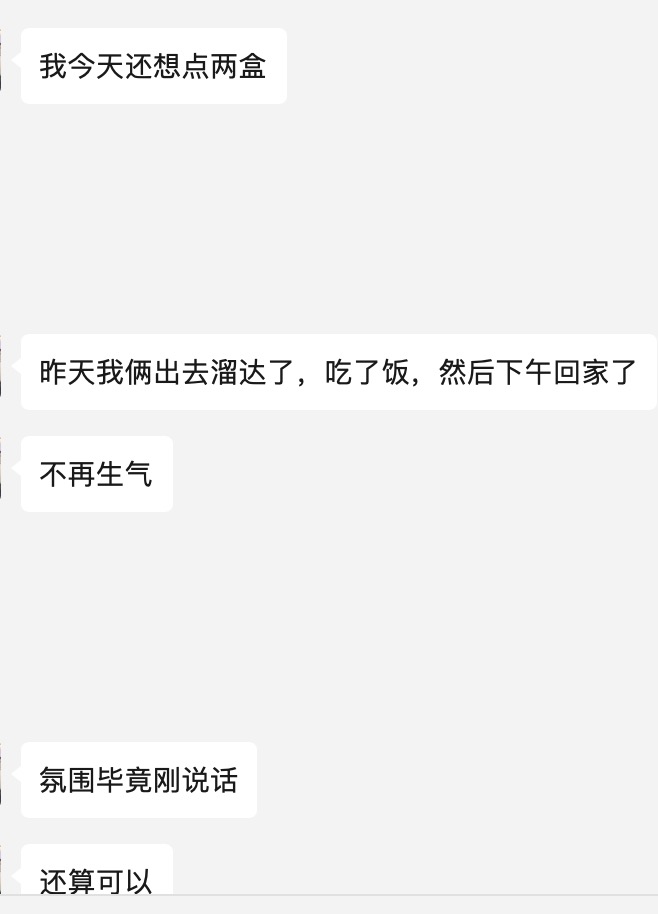 我今天还想点两盒
昨天我俩出去溜达了，吃了饭，然后下午回家了
不再生气
氛围毕竟刚说话
还算可以